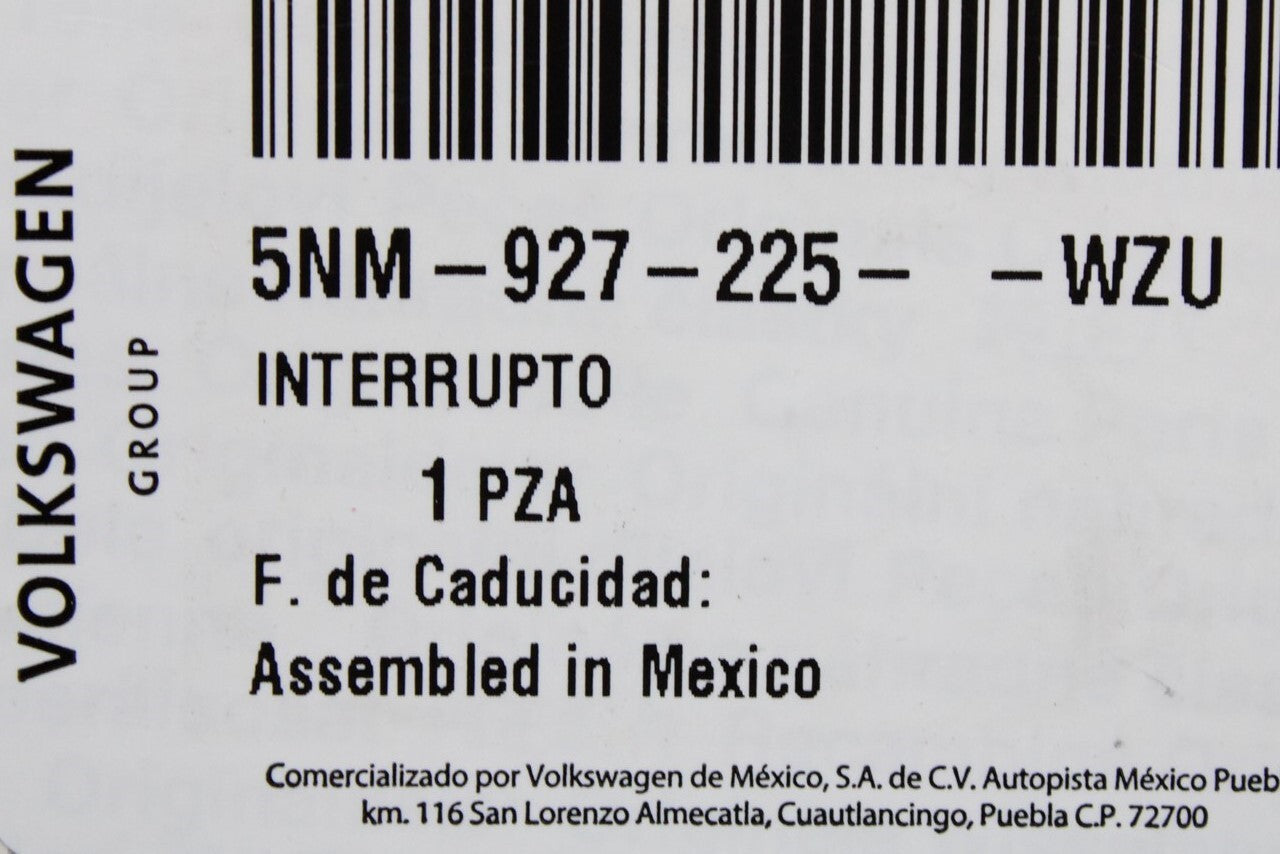 VOLKSWAGEN
GROUP
5NM-927-225- -WZU
INTERRUPTO
1 PZA
F. de Caducidad:
Assembled in Mexico
Comercializado por Volkswagen de México, S.A. de C.V. Autopista México Pueb
km. 116 San Lorenzo Almecatla, Cuautlancingo, Puebla C.P. 72700